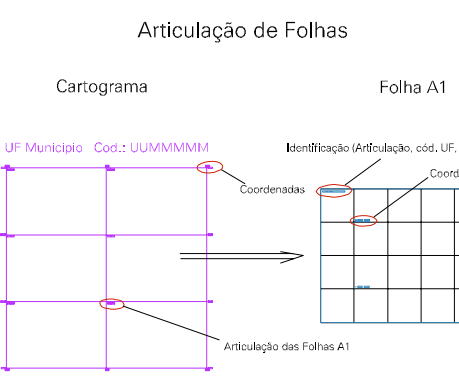 Articulação de Folhas
Cartograma
Folha A1
UF Municipio Cod.: UUMMMMM
Identificação (Articulação, cód. UF,
Coord
Coordenadas
Articulação das Folhas A1